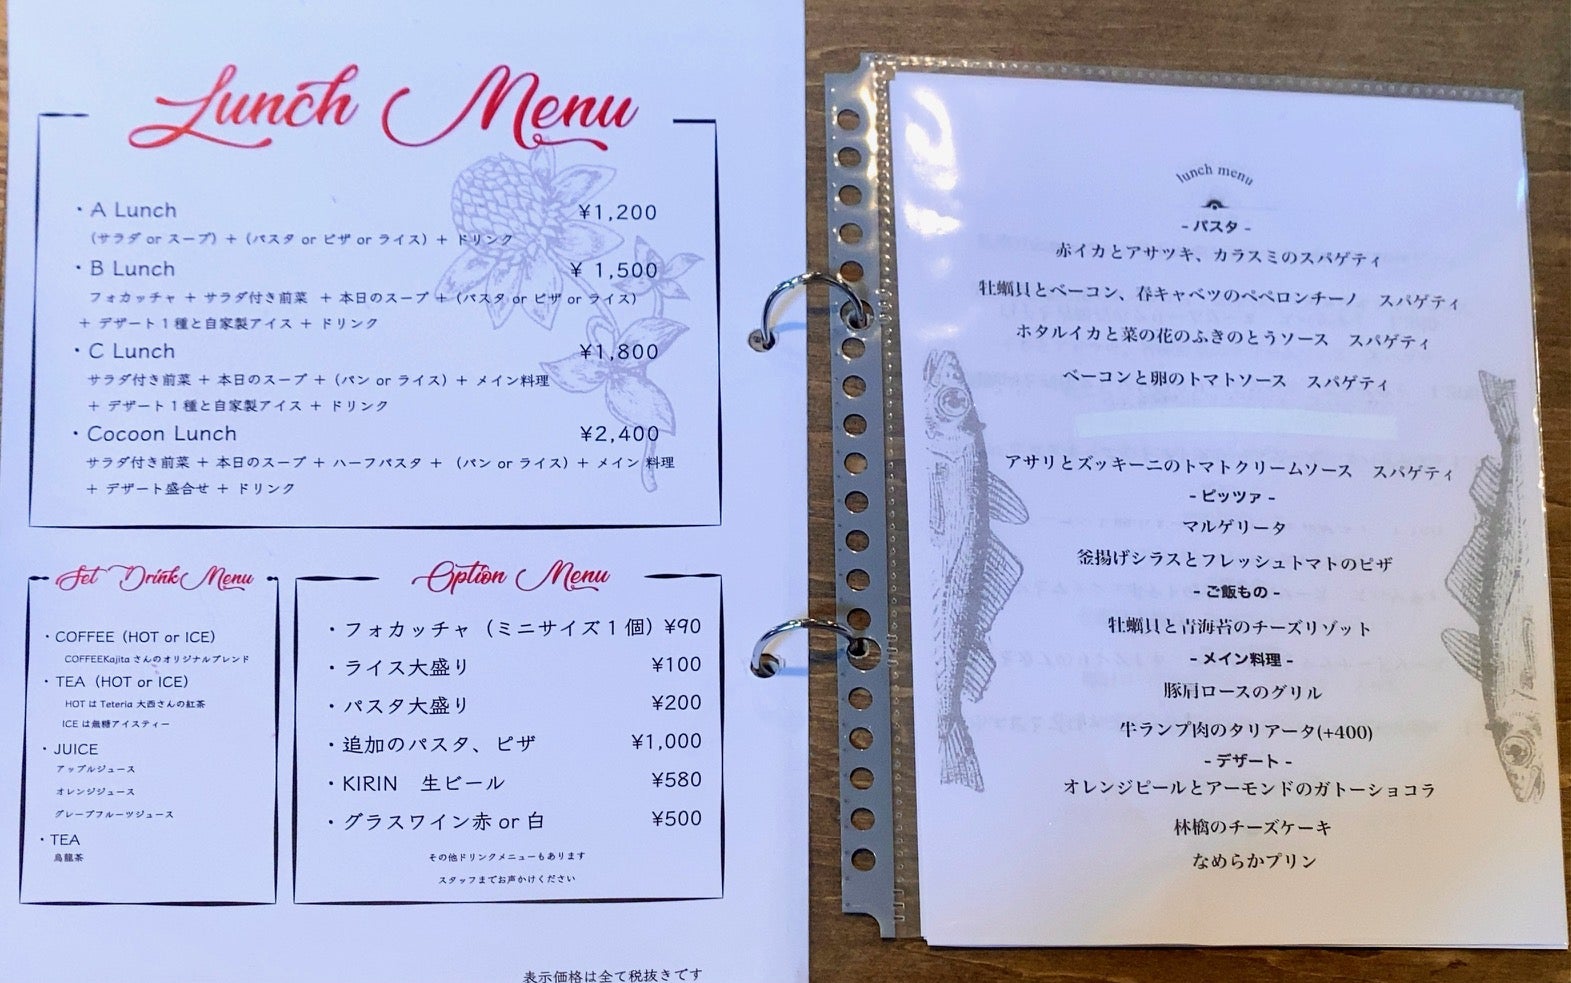 Lunch Menu
・A Lunch ¥1,200
（サラダ or スープ）＋（パスタ or ピザ or ライス）＋ ドリンク
・B Lunch ¥ 1,500
フォカッチャ ＋ サラダ付き前菜 ＋ 本日のスープ ＋（パスタ or ピザ or ライス）
＋ デザート１種と自家製アイス ＋ ドリンク
・C Lunch ¥1,800
サラダ付き前菜 ＋ 本日のスープ ＋（パン or ライス）＋ メイン料理
＋ デザート１種と自家製アイス ＋ ドリンク
・Cocoon Lunch ¥2,400
サラダ付き前菜 ＋ 本日のスープ ＋ ハーフパスタ ＋ （パン or ライス）＋ メイン 料理
＋ デザート盛合せ ＋ ドリンク
Set Drink Menu
・COFFEE（HOT or ICE）
COFFEEKajita さんのオリジナルブレンド
・TEA（HOT or ICE）
HOT は Teteria 大西さんの紅茶
ICE は無糖アイスティー
・JUICE
アップルジュース
オレンジジュース
グレープフルーツジュース
・TEA
烏龍茶
Option Menu
・フォカッチャ（ミニサイズ１個）¥90
・ライス大盛り ¥100
・パスタ大盛り ¥200
・追加のパスタ、ピザ ¥1,000
・KIRIN 生ビール ¥580
・グラスワイン赤 or 白 ¥500
その他ドリンクメニューもあります
スタッフまでお声かけください
表示価格は全て税抜きです
lunch menu
- パスタ -
赤イカとアサツキ、カラスミのスパゲティ
牡蠣貝とベーコン、春キャベツのペペロンチーノ　スパゲティ
ホタルイカと菜の花のふきのとうソース　スパゲティ
ベーコンと卵のトマトソース　スパゲティ
アサリとズッキーニのトマトクリームソース　スパゲティ
- ピッツァ -
マルゲリータ
釜揚げシラスとフレッシュトマトのピザ
- ご飯もの -
牡蠣貝と青海苔のチーズリゾット
- メイン料理 -
豚肩ロースのグリル
牛ランプ肉のタリアータ(+400)
- デザート -
オレンジピールとアーモンドのガトーショコラ
林檎のチーズケーキ
なめらかプリン